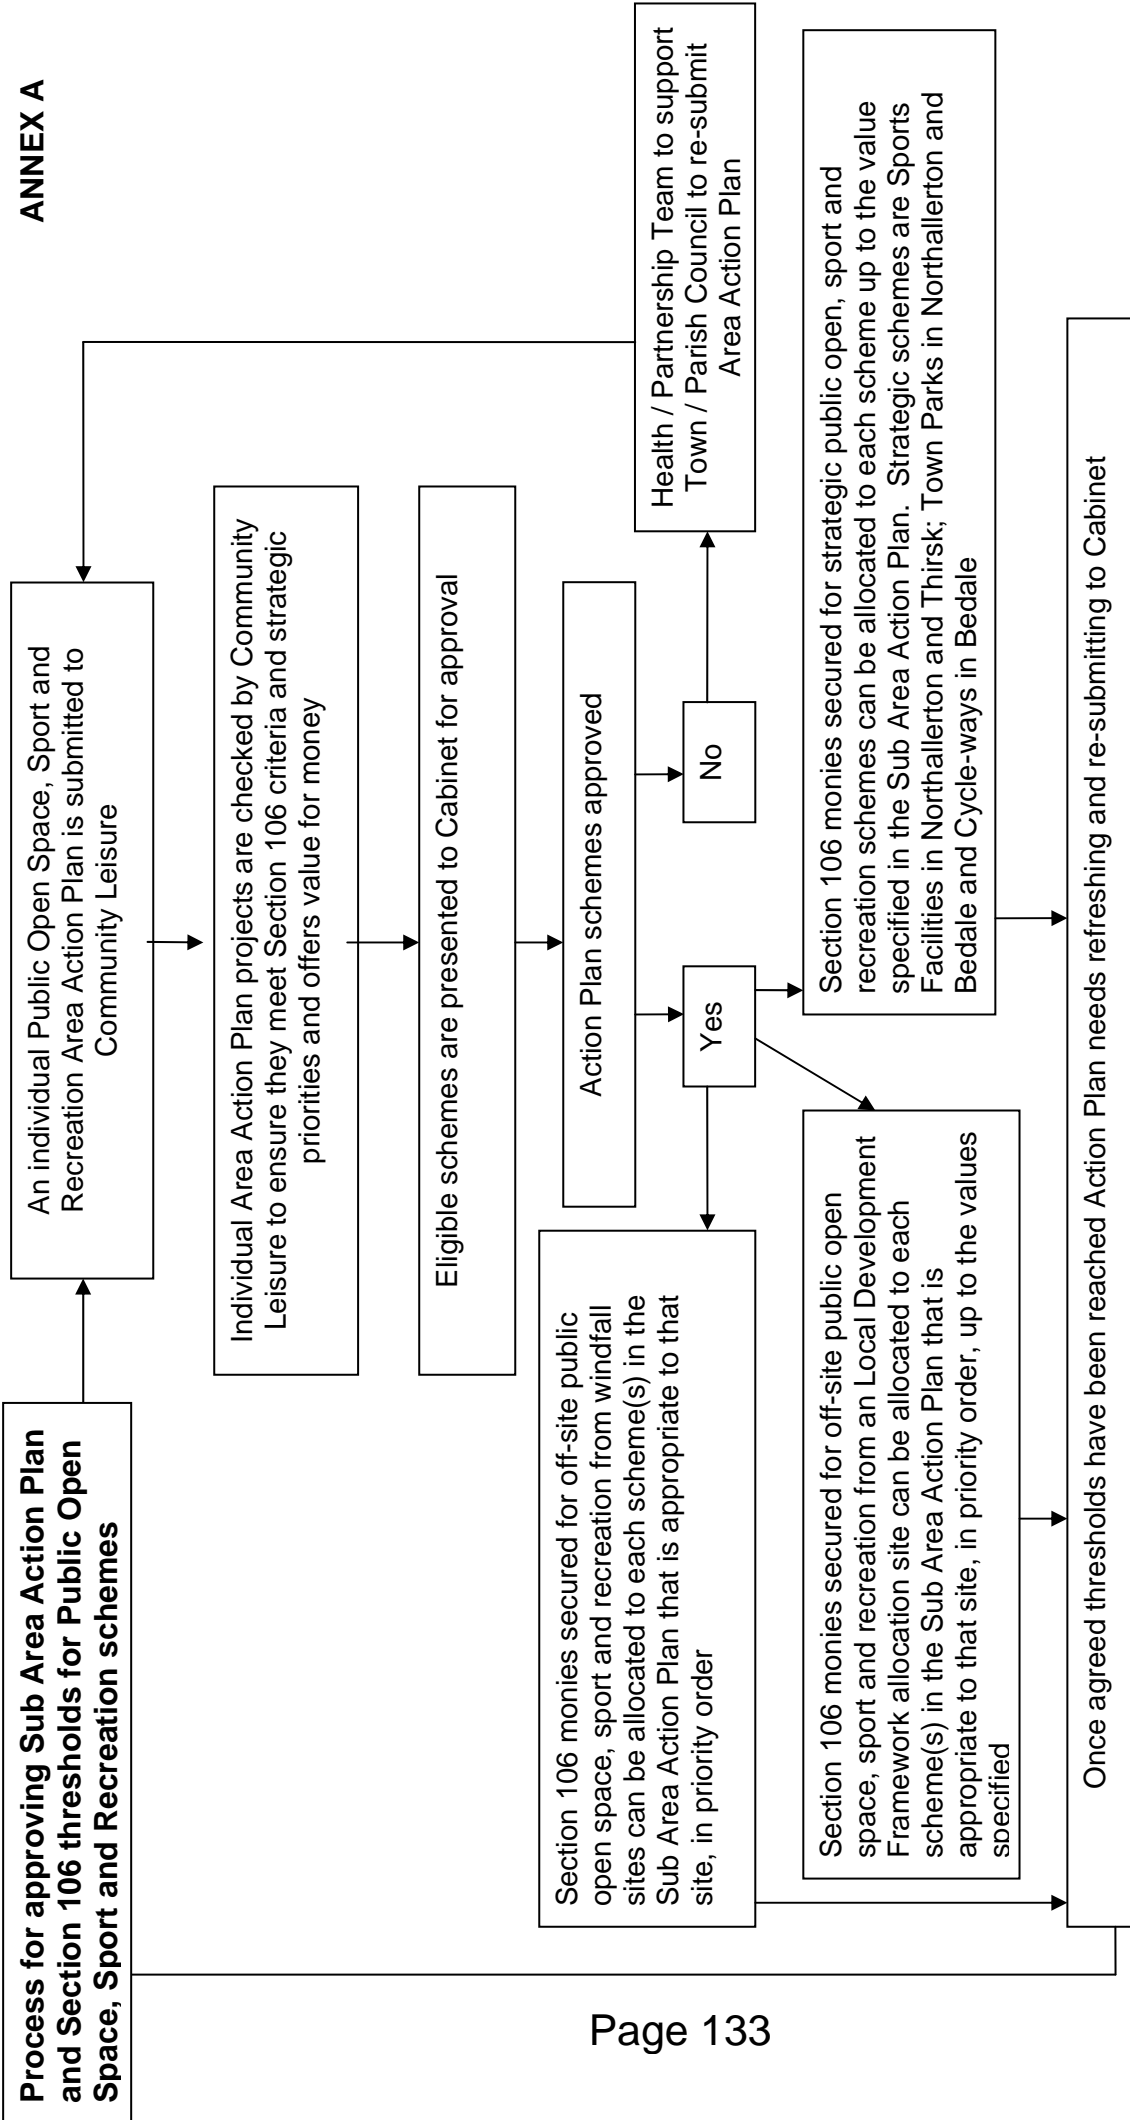 ANNEX A
Process for approving Sub Area Action Plan
and Section 106 thresholds for Public Open
Space, Sport and Recreation schemes
An individual Public Open Space, Sport and
Recreation Area Action Plan is submitted to
Community Leisure
Individual Area Action Plan projects are checked by Community
Leisure to ensure they meet Section 106 criteria and strategic
priorities and offers value for money
Eligible schemes are presented to Cabinet for approval
Action Plan schemes approved
Yes
No
Health / Partnership Team to support
Town / Parish Council to re-submit
Area Action Plan
Section 106 monies secured for off-site public
open space, sport and recreation from windfall
sites can be allocated to each scheme(s) in the
Sub Area Action Plan that is appropriate to that
site, in priority order
Section 106 monies secured for off-site public open
space, sport and recreation from an Local Development
Framework allocation site can be allocated to each
scheme(s) in the Sub Area Action Plan that is
appropriate to that site, in priority order, up to the values
specified
Section 106 monies secured for strategic public open, sport and
recreation schemes can be allocated to each scheme up to the value
specified in the Sub Area Action Plan.  Strategic schemes are Sports
Facilities in Northallerton and Thirsk; Town Parks in Northallerton and
Bedale and Cycle-ways in Bedale
Once agreed thresholds have been reached Action Plan needs refreshing and re-submitting to Cabinet
Page 133